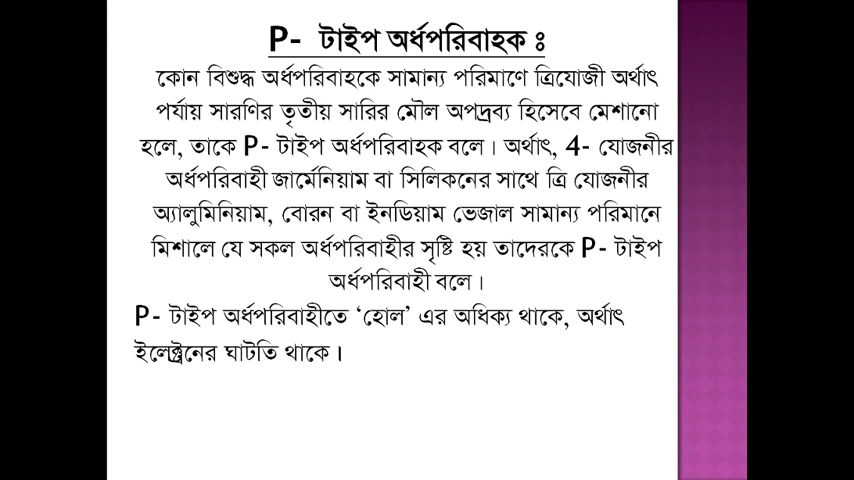 P- টাইপ অর্ধপরিবাহক ঃ
কোন বিশুদ্ধ অর্ধপরিবাহকে সামান্য পরিমাণে ত্রিযোজী অর্থাৎ
পর্যায় সারণির তৃতীয় সারির মৌল অপদ্রব্য হিসেবে মেশানো
হলে, তাকে P- টাইপ অর্ধপরিবাহক বলে। অর্থাৎ, 4- যোজনীর
অর্ধপরিবাহী জার্মেনিয়াম বা সিলিকনের সাথে ত্রি যোজনীর
অ্যালুমিনিয়াম, বোরন বা ইনডিয়াম ভেজাল সামান্য পরিমানে
মিশালে যে সকল অর্ধপরিবাহীর সৃষ্টি হয় তাদেরকে P- টাইপ
অর্ধপরিবাহী বলে।
P- টাইপ অর্ধপরিবাহীতে ‘হোল’ এর অধিক্য থাকে, অর্থাৎ
ইলেক্ট্রনের ঘাটতি থাকে।